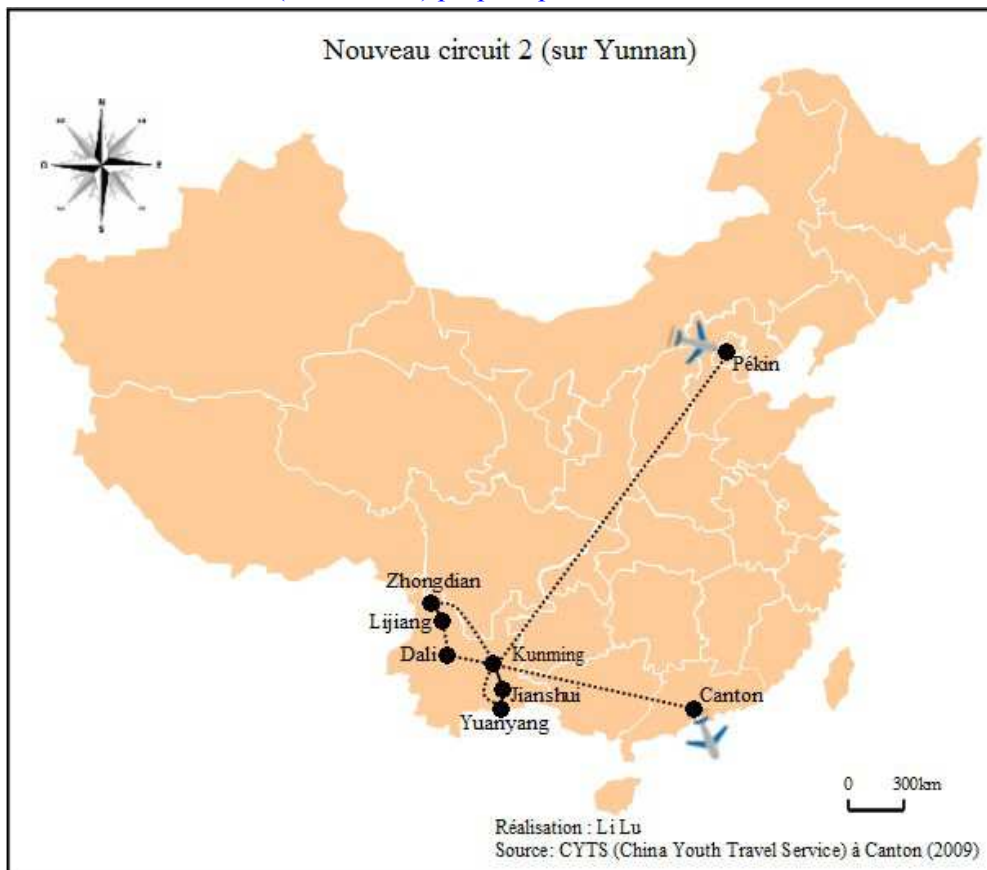 Nouveau circuit 2 (sur Yunnan)
N
O
E
S
Pékin
Zhongdian
Lijiang
Dali
Kunming
Jianshui
Canton
Yuanyang
0 300km
Réalisation : Li Lu
Source: CYTS (China Youth Travel Service) à Canton (2009)